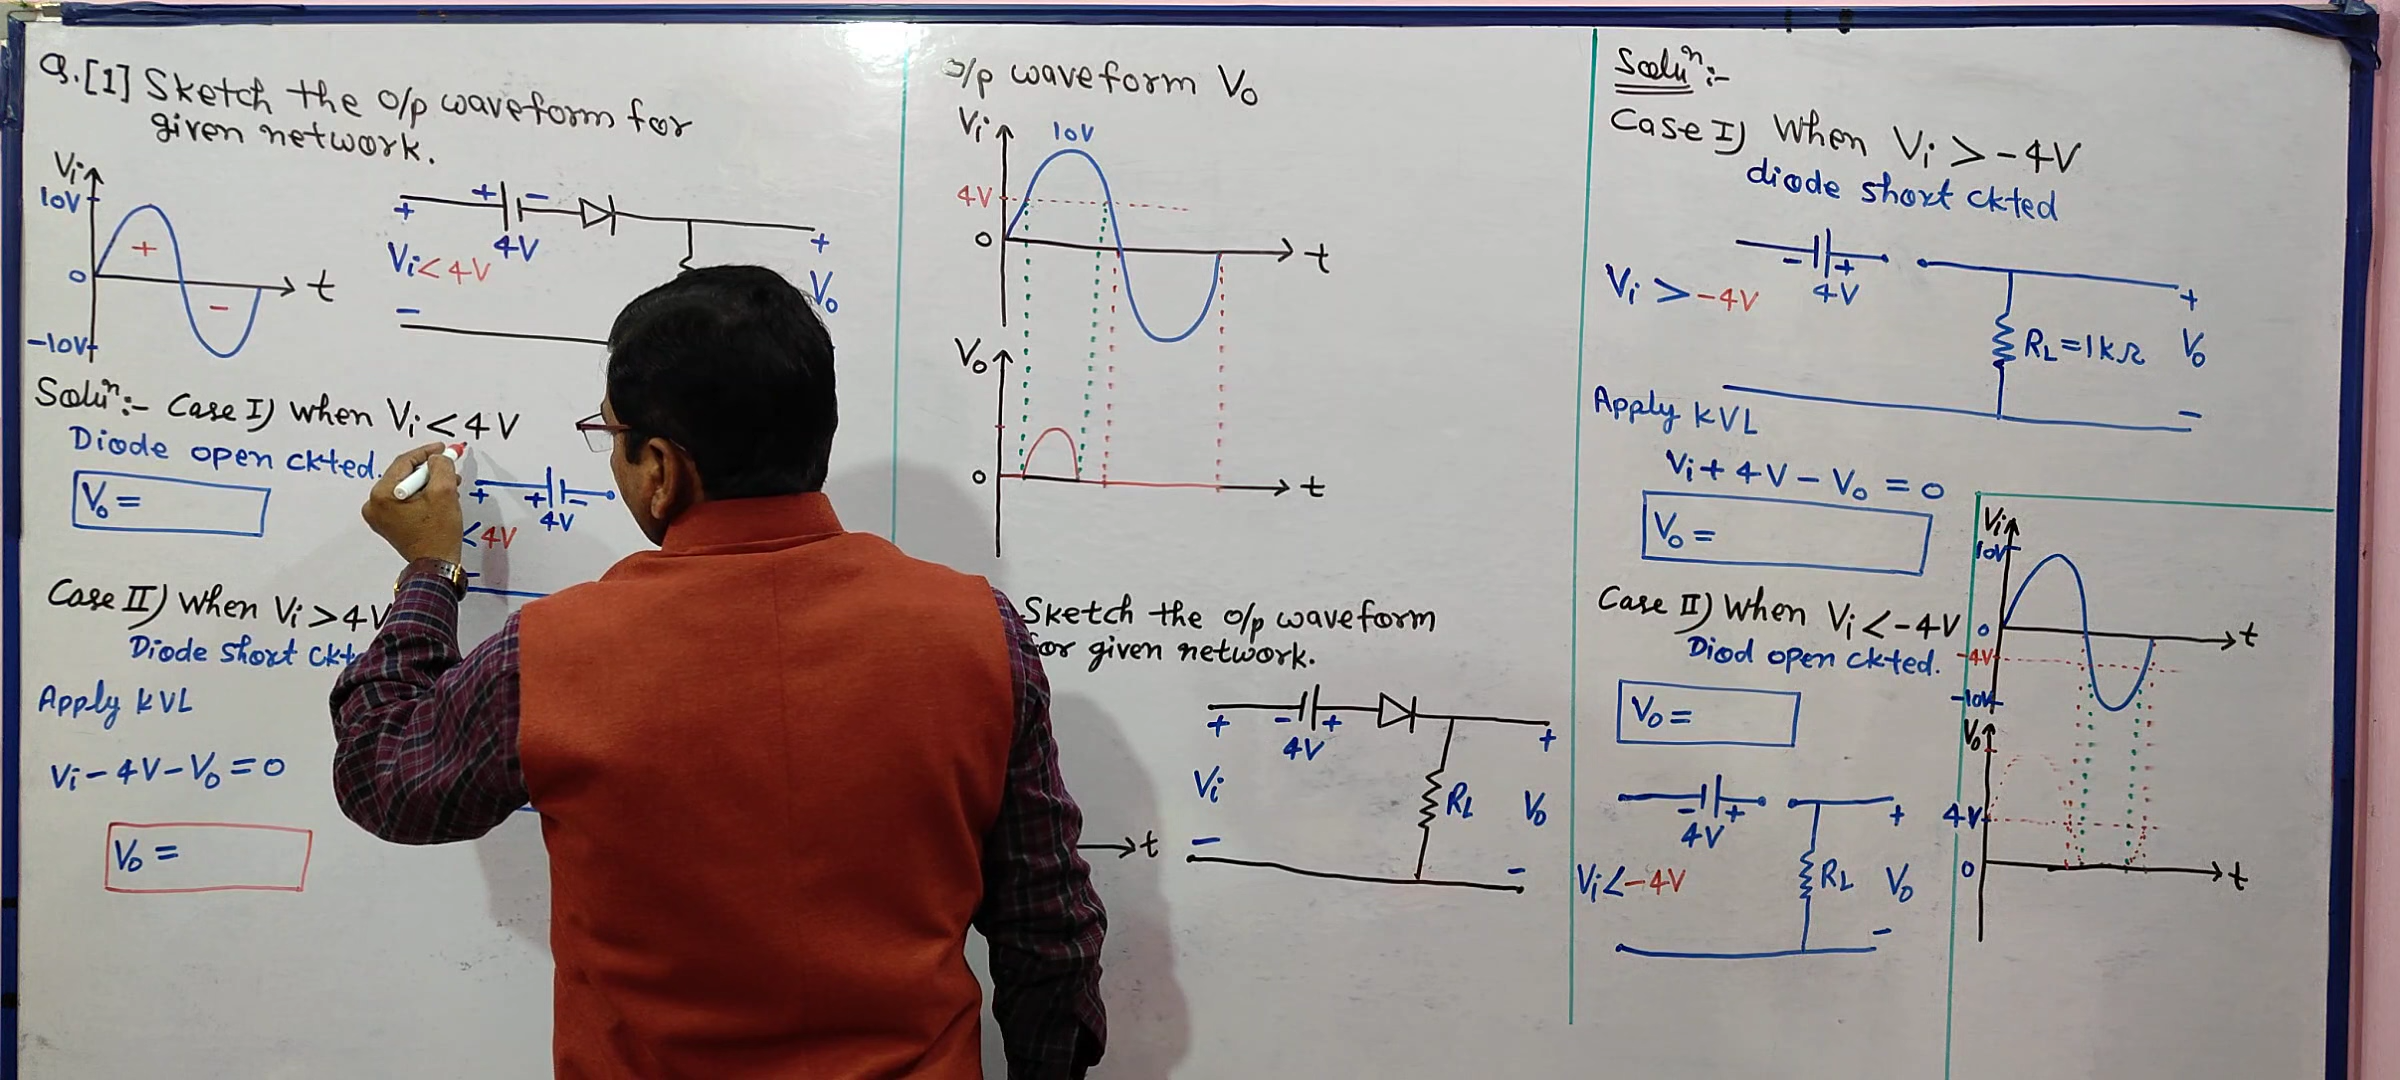 Q.[1] Sketch the o/p waveform for
given network.
Vi
10V
+
0
-
t
-10V
+ -
+
4V
Vi<4V
-
+
Vo
Soluⁿ:- Case I) when Vi<4V
Diode open ckted.
Vo=
+ + -
4V
<4V
-
Case II) when Vi>4V
Diode short ckt
Apply KVL
Vi-4V-Vo=0
Vo=
o/p waveform Vo
Vi
10V
4V
0
t
Vo
0
t
Sketch the o/p waveform
for given network.
+ - +
4V
+
Vi
RL
Vo
t
-
-
Soluⁿ:-
Case I) When Vi>-4V
diode short ckted
- +
4V
Vi>-4V
+
RL=1kΩ
Vo
-
Apply KVL
Vi+4V-Vo=0
Vo=
Case II) When Vi<-4V
Diod open ckted.
Vo=
- +
4V
+
Vi<-4V
RL
Vo
-
Vi
10V
0
t
-4V
-10V
Vo
4V
0
t